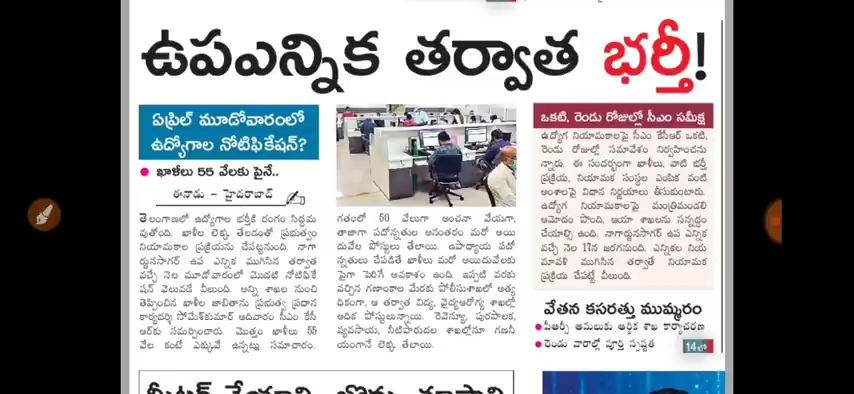 ఉపఎన్నిక తర్వాత భర్తీ!
ఏప్రిల్ మూడోవారంలో
ఉద్యోగాల నోటిఫికేషన్?
ఖాళీలు 55 వేలకు పైనే..
ఈనాడు - హైదరాబాద్
తెలంగాణలో ఉద్యోగాల భర్తీకి రంగం సిద్ధమ
వుతోంది. ఖాళీల లెక్క తేలడంతో ప్రభుత్వం
నియామకాల ప్రక్రియను చేపట్టనుంది. నాగా
ర్జునసాగర్ ఉప ఎన్నిక ముగిసిన తర్వాత
వచ్చే నెల మూడోవారంలో మొదటి నోటిఫికే
షన్ వెలువడే వీలుంది. అన్ని శాఖల నుంచి
తెప్పించిన ఖాళీల జాబితాను ప్రభుత్వ ప్రధాన
కార్యదర్శి సోమేశ్‌కుమార్ ఆదివారం సీఎం కేసీ
ఆర్‌కు సమర్పించారు. మొత్తం ఖాళీలు 55
వేల కంటే ఎక్కువే ఉన్నట్లు సమాచారం.
గతంలో 50 వేలుగా అంచనా వేయగా,
తాజాగా పదోన్నతుల అనంతరం మరో అయి
దువేల పోస్టులు తేలాయి. ఉపాధ్యాయ పదో
న్నతులు చేపడితే ఖాళీలు మరో అయిదువేలకు
పైగా పెరిగే అవకాశం ఉంది. ఇప్పటి వరకు
వచ్చిన గణాంకాల మేరకు పోలీసుశాఖలో అత్య
ధికంగా, ఆ తర్వాత విద్య, వైద్యఆరోగ్య శాఖల్లో
అధిక పోస్టులున్నాయి. రెవెన్యూ, పురపాలక,
వ్యవసాయ, నీటిపారుదల శాఖల్లోనూ గణనీ
యంగానే లెక్క తేలాయి.
ఒకటి, రెండు రోజుల్లో సీఎం సమీక్ష
ఉద్యోగ నియామకాలపై సీఎం కేసీఆర్ ఒకటి,
రెండు రోజుల్లో సమావేశం నిర్వహించను
న్నారు. ఈ సందర్భంగా ఖాళీలు, వాటి భర్తీ
ప్రక్రియ, నియామక సంస్థల ఎంపిక వంటి
అంశాలపై విధాన నిర్ణయాలు తీసుకుంటారు.
ఉద్యోగ నియామకాలపై మంత్రిమండలి
ఆమోదం పొంది, ఆయా శాఖలను సన్నద్ధం
చేయాల్సి ఉంది. నాగార్జునసాగర్ ఉప ఎన్నిక
వచ్చే నెల 17న జరగనుంది. ఎన్నికల నియ
మావళి ముగిసిన తర్వాతే నియామక
ప్రక్రియ చేపట్టే వీలుంది.
వేతన కసరత్తు ముమ్మరం
పీఆర్సీ అమలుకు ఆర్థిక శాఖ కార్యాచరణ
రెండు వారాల్లో పూర్తి స్పష్టత
14లో